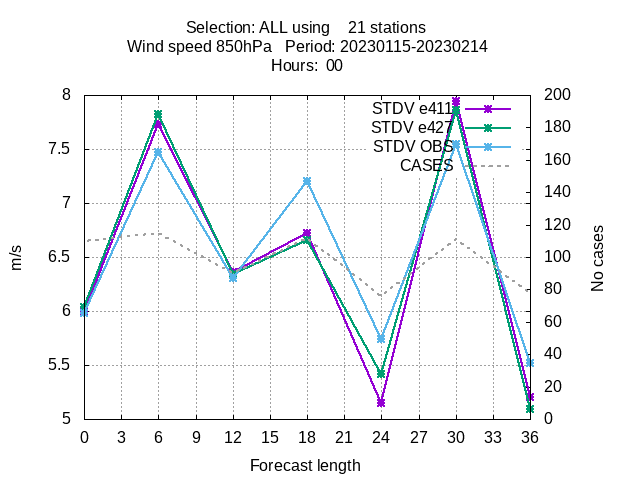 Selection: ALL using    21 stations
Wind speed 850hPa   Period: 20230115-20230214
Hours:  00
8 200
STDV e411
7.5 180
STDV e427
160
STDV OBS
CASES
7 140
120
6.5 100
80
6 60
5.5 40
20
5 0
m/s
No cases
0 3 6 9 12 15 18 21 24 27 30 33 36
Forecast length